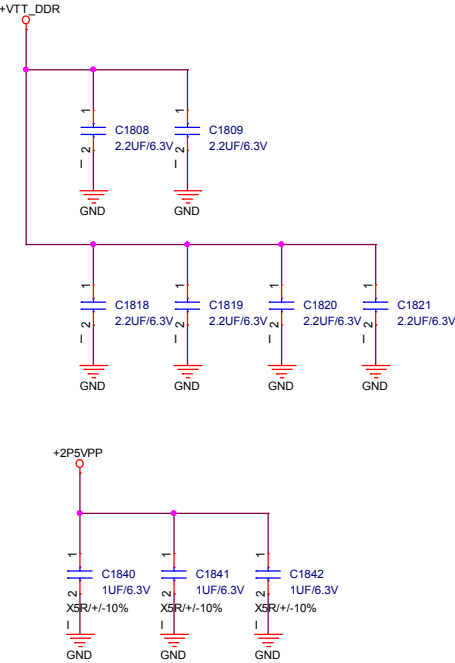 +VTT_DDR
1 1
C1808 C1809
2.2UF/6.3V 2.2UF/6.3V
2 2
I I
GND GND
1 1 1 1
C1818 C1819 C1820 C1821
2.2UF/6.3V 2.2UF/6.3V 2.2UF/6.3V 2.2UF/6.3V
2 2 2 2
I I I I
GND GND GND GND
+2P5VPP
1 1 1
C1840 C1841 C1842
1UF/6.3V 1UF/6.3V 1UF/6.3V
2 2 2
X5R/+/-10% X5R/+/-10% X5R/+/-10%
I I I
GND GND GND